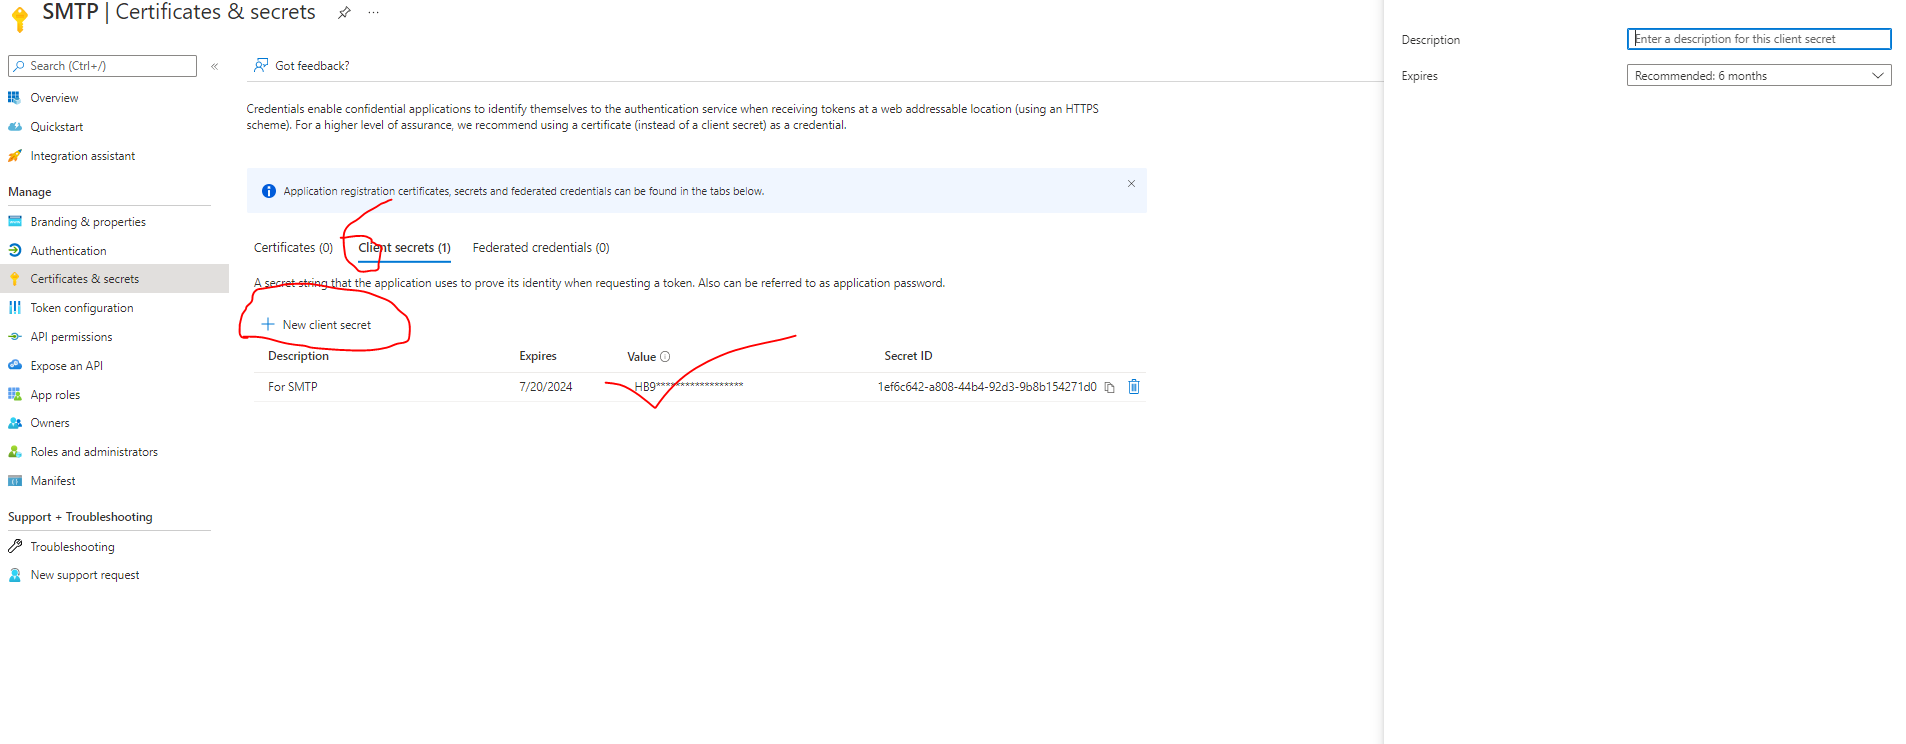 SMTP | Certificates & secrets
Search (Ctrl+/)
«
Overview
Quickstart
Integration assistant
Manage
Branding & properties
Authentication
Certificates & secrets
Token configuration
API permissions
Expose an API
App roles
Owners
Roles and administrators
Manifest
Support + Troubleshooting
Troubleshooting
New support request
Got feedback?
Credentials enable confidential applications to identify themselves to the authentication service when receiving tokens at a web addressable location (using an HTTPS
scheme). For a higher level of assurance, we recommend using a certificate (instead of a client secret) as a credential.
Application registration certificates, secrets and federated credentials can be found in the tabs below.
Certificates (0) Client secrets (1) Federated credentials (0)
A secret string that the application uses to prove its identity when requesting a token. Also can be referred to as application password.
New client secret
Description Expires Value Secret ID
For SMTP 7/20/2024 HB9****************** 1ef6c642-a808-44b4-92d3-9b8b154271d0
Description Enter a description for this client secret
Expires Recommended: 6 months